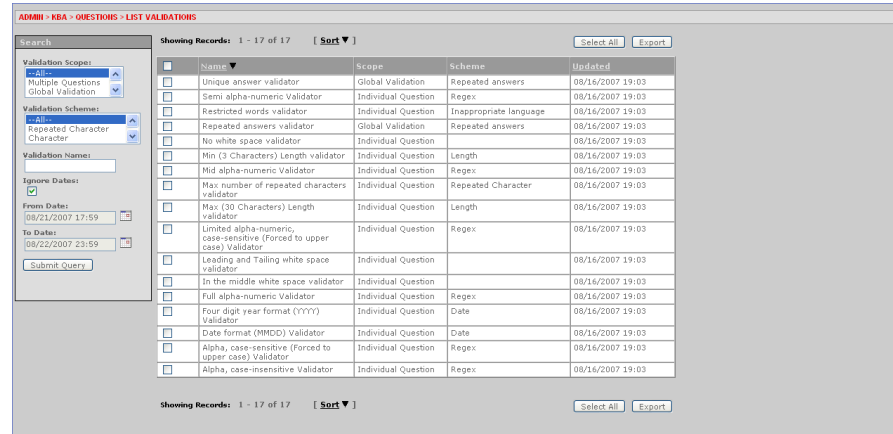 ADMIN > KBA > QUESTIONS > LIST VALIDATIONS
Search
Validation Scope:
--All--
Multiple Questions
Global Validation
Validation Scheme:
--All--
Repeated Character
Character
Validation Name:
Ignore Dates:
From Date:
08/21/2007 17:59
To Date:
08/22/2007 23:59
Submit Query
Showing Records: 1 - 17 of 17 [ Sort ▼ ] Select All Export
Name ▼ Scope Scheme Updated
Unique answer validator Global Validation Repeated answers 08/16/2007 19:03
Semi alpha-numeric Validator Individual Question Regex 08/16/2007 19:03
Restricted words validator Individual Question Inappropriate language 08/16/2007 19:03
Repeated answers validator Global Validation Repeated answers 08/16/2007 19:03
No white space validator Individual Question 08/16/2007 19:03
Min (3 Characters) Length validator Individual Question Length 08/16/2007 19:03
Mid alpha-numeric Validator Individual Question Regex 08/16/2007 19:03
Max number of repeated characters Individual Question Repeated Character 08/16/2007 19:03
validator
Max (30 Characters) Length Individual Question Length 08/16/2007 19:03
validator
Limited alpha-numeric, Individual Question Regex 08/16/2007 19:03
case-sensitive (Forced to upper
case) Validator
Leading and Tailing white space Individual Question 08/16/2007 19:03
validator
In the middle white space validator Individual Question 08/16/2007 19:03
Full alpha-numeric Validator Individual Question Regex 08/16/2007 19:03
Four digit year format (YYYY) Individual Question Date 08/16/2007 19:03
Validator
Date format (MMDD) Validator Individual Question Date 08/16/2007 19:03
Alpha, case-sensitive (Forced to Individual Question Regex 08/16/2007 19:03
upper case) Validator
Alpha, case-insensitive Validator Individual Question Regex 08/16/2007 19:03
Showing Records: 1 - 17 of 17 [ Sort ▼ ] Select All Export